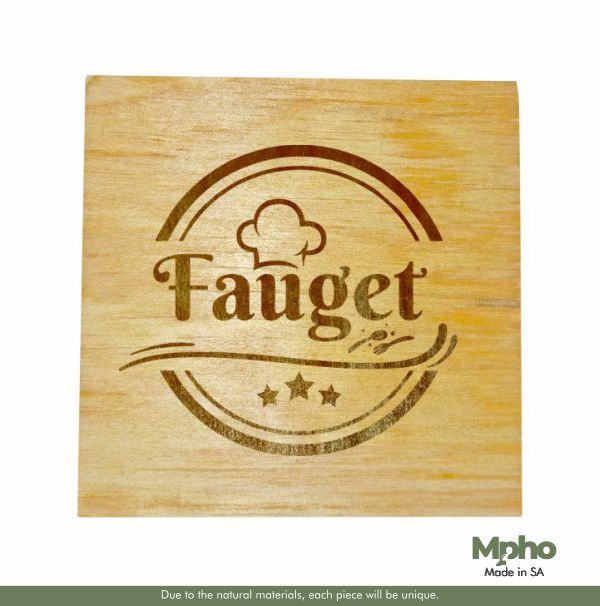 Fauget
Mpho
Made in SA
Due to the natural materials, each piece will be unique.